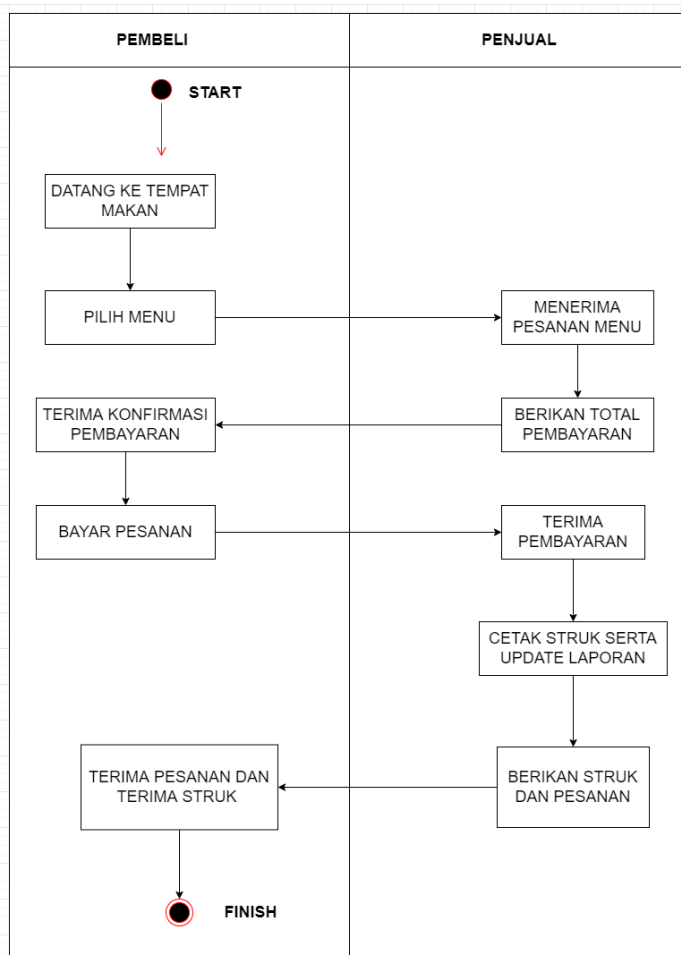 PEMBELI
PENJUAL
START
DATANG KE TEMPAT
MAKAN
PILIH MENU
MENERIMA
PESANAN MENU
TERIMA KONFIRMASI
PEMBAYARAN
BERIKAN TOTAL
PEMBAYARAN
BAYAR PESANAN
TERIMA
PEMBAYARAN
CETAK STRUK SERTA
UPDATE LAPORAN
TERIMA PESANAN DAN
TERIMA STRUK
BERIKAN STRUK
DAN PESANAN
FINISH